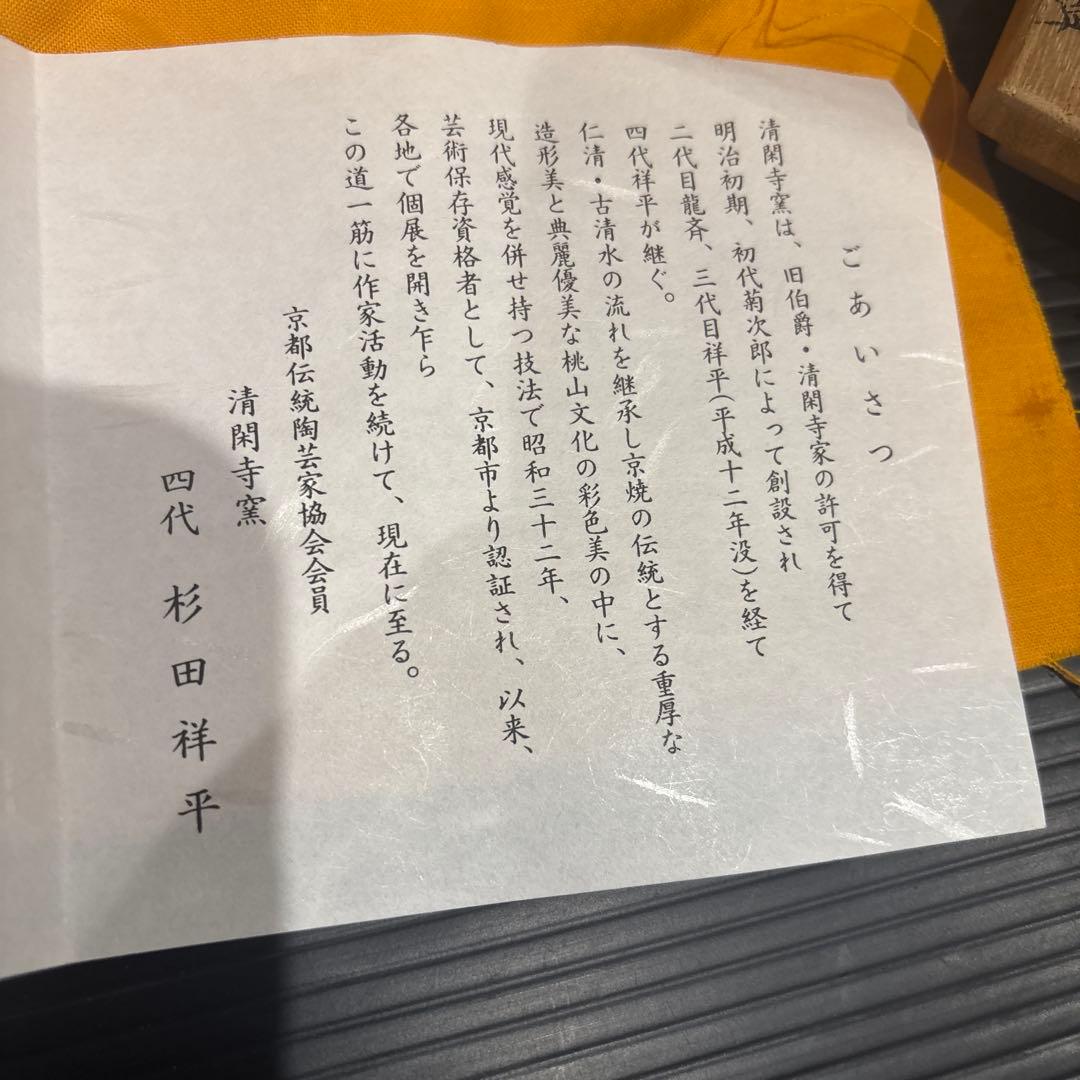 ごあいさつ
清閑寺窯は、旧伯爵・清閑寺家の許可を得て
明治初期、初代菊次郎によって創設され
二代目龍斉、三代目祥平(平成十二年没)を経て
四代祥平が継ぐ。
仁清・古清水の流れを継承し京焼の伝統とする重厚な
造形美と典麗優美な桃山文化の彩色美の中に、
現代感覚を併せ持つ技法で昭和三十二年、
芸術保存資格者として、京都市より認証され、以来、
各地で個展を開き乍ら
この道一筋に作家活動を続けて、現在に至る。
京都伝統陶芸家協会会員
清閑寺窯
四代 杉田祥平